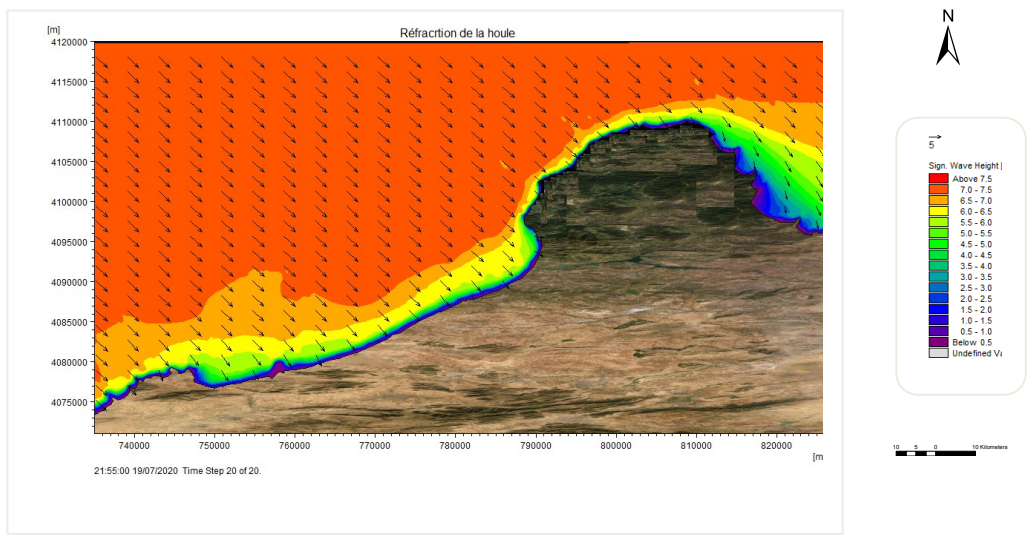 [m]
Réfracrtion de la houle
4120000
4115000
4110000
4105000
4100000
4095000
4090000
4085000
4080000
4075000
740000
750000
760000
770000
780000
790000
800000
810000
820000
[m
21:55:00 19/07/2020 Time Step 20 of 20.
N
5
Sign. Wave Height |
Above 7.5
7.0 - 7.5
6.5 - 7.0
6.0 - 6.5
5.5 - 6.0
5.0 - 5.5
4.5 - 5.0
4.0 - 4.5
3.5 - 4.0
3.0 - 3.5
2.5 - 3.0
2.0 - 2.5
1.5 - 2.0
1.0 - 1.5
0.5 - 1.0
Below 0.5
Undefined Va
10 5 0 10 Kilometers